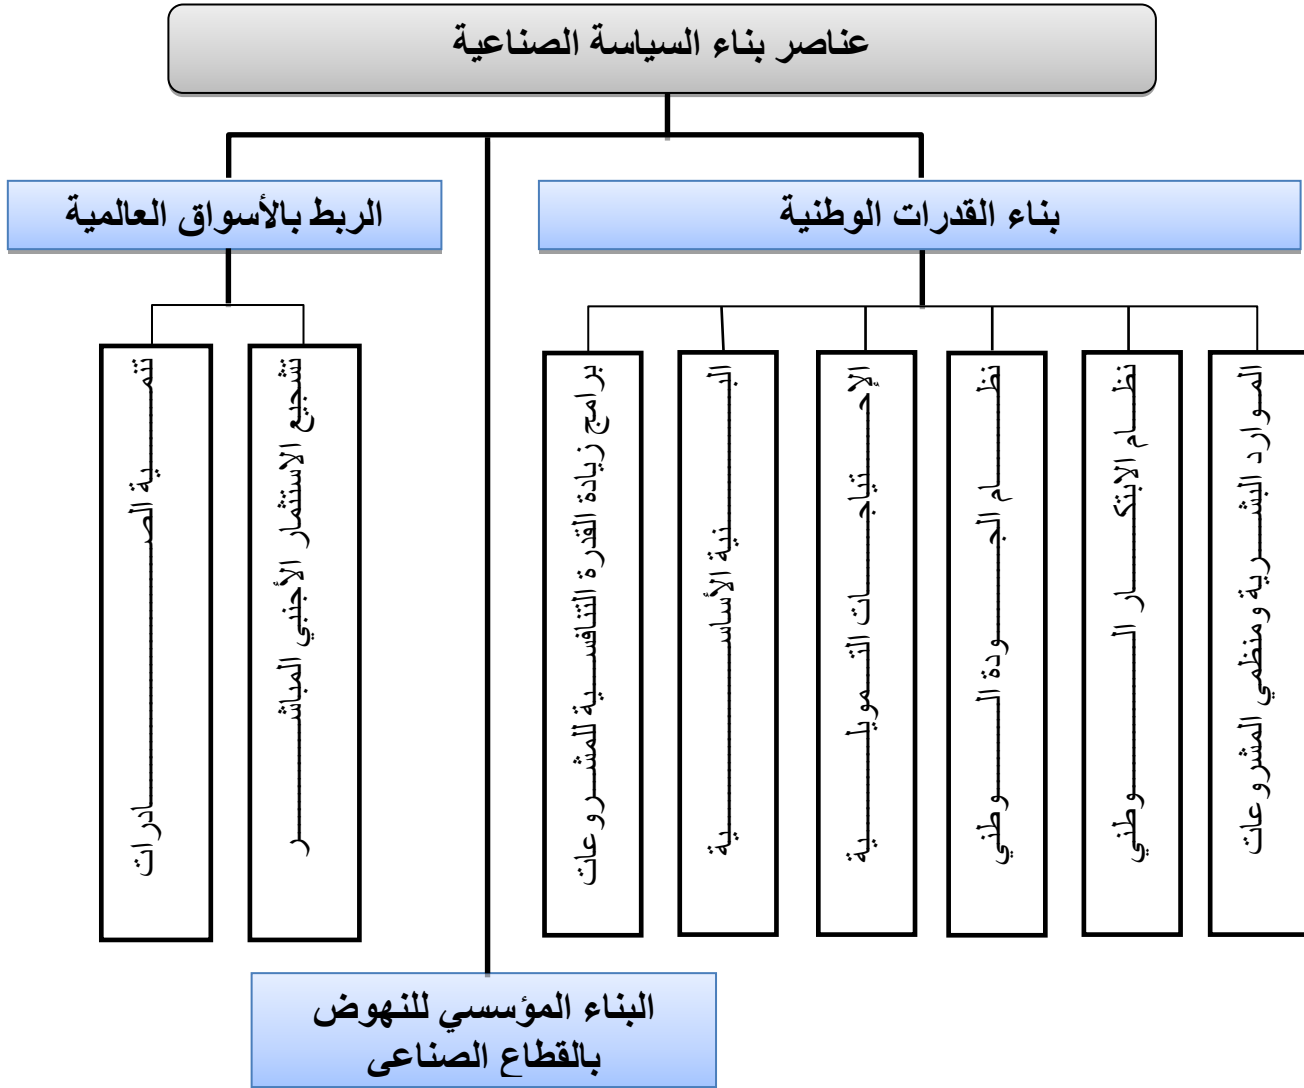 عناصر بناء السياسة الصناعية
بناء القدرات الوطنية
الربط بالأسواق العالمية
الموارد البشرية ومنظمي المشروعات
نظام الابتكار الوطني
نظام الجودة الوطني
الإحتياجات التمويلية
البنية الأساسية
برامج زيادة القدرة التنافسية للمشروعات
تشجيع الاستثمار الأجنبي المباشر
تنمية الصادرات
البناء المؤسسي للنهوض
بالقطاع الصناعى